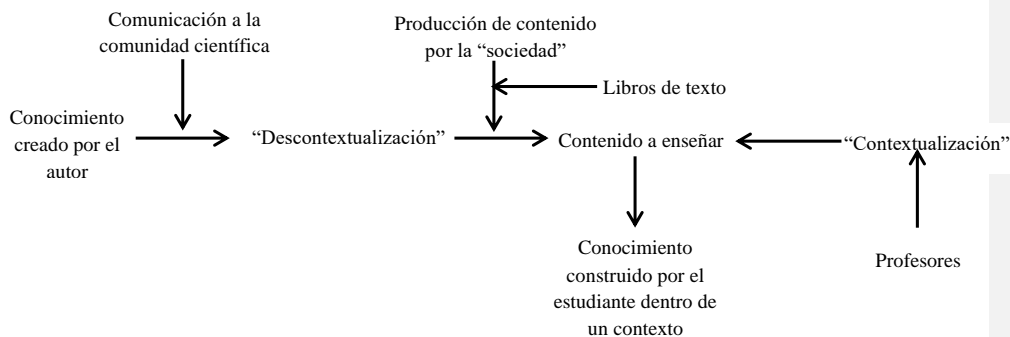 Comunicación a la
comunidad científica
Producción de contenido
por la “sociedad”
Libros de texto
Conocimiento
creado por el
autor
“Descontextualización”
Contenido a enseñar
“Contextualización”
Conocimiento
construido por el
estudiante dentro de
un contexto
Profesores